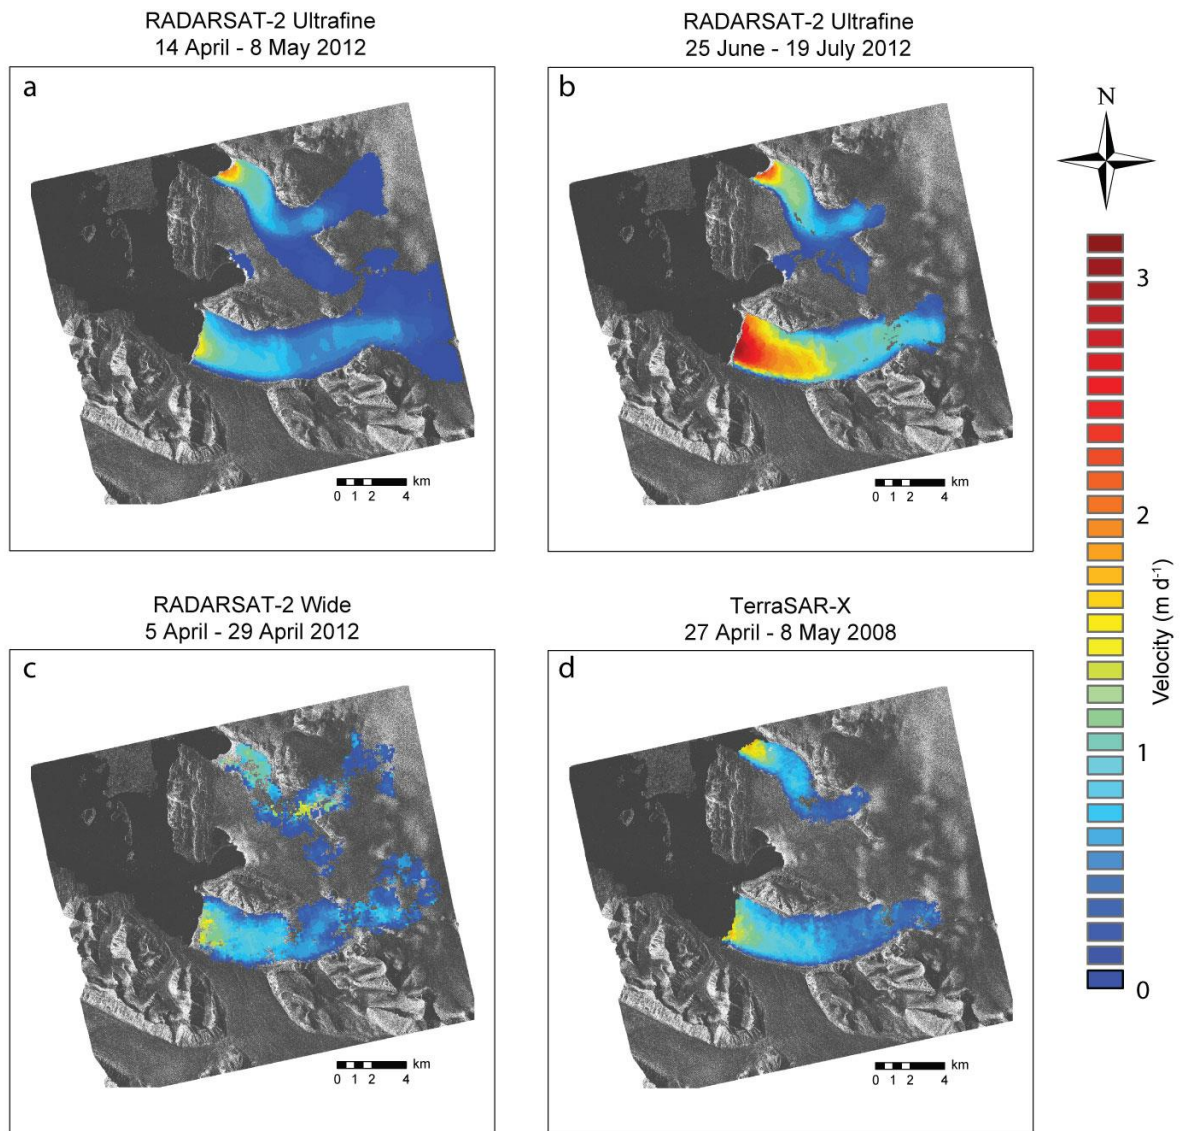 RADARSAT-2 Ultrafine
14 April - 8 May 2012
RADARSAT-2 Ultrafine
25 June - 19 July 2012
a
b
N
km
0 1 2 4
km
0 1 2 4
3
2
1
0
Velocity (m d⁻¹)
RADARSAT-2 Wide
5 April - 29 April 2012
TerraSAR-X
27 April - 8 May 2008
c
d
km
0 1 2 4
km
0 1 2 4